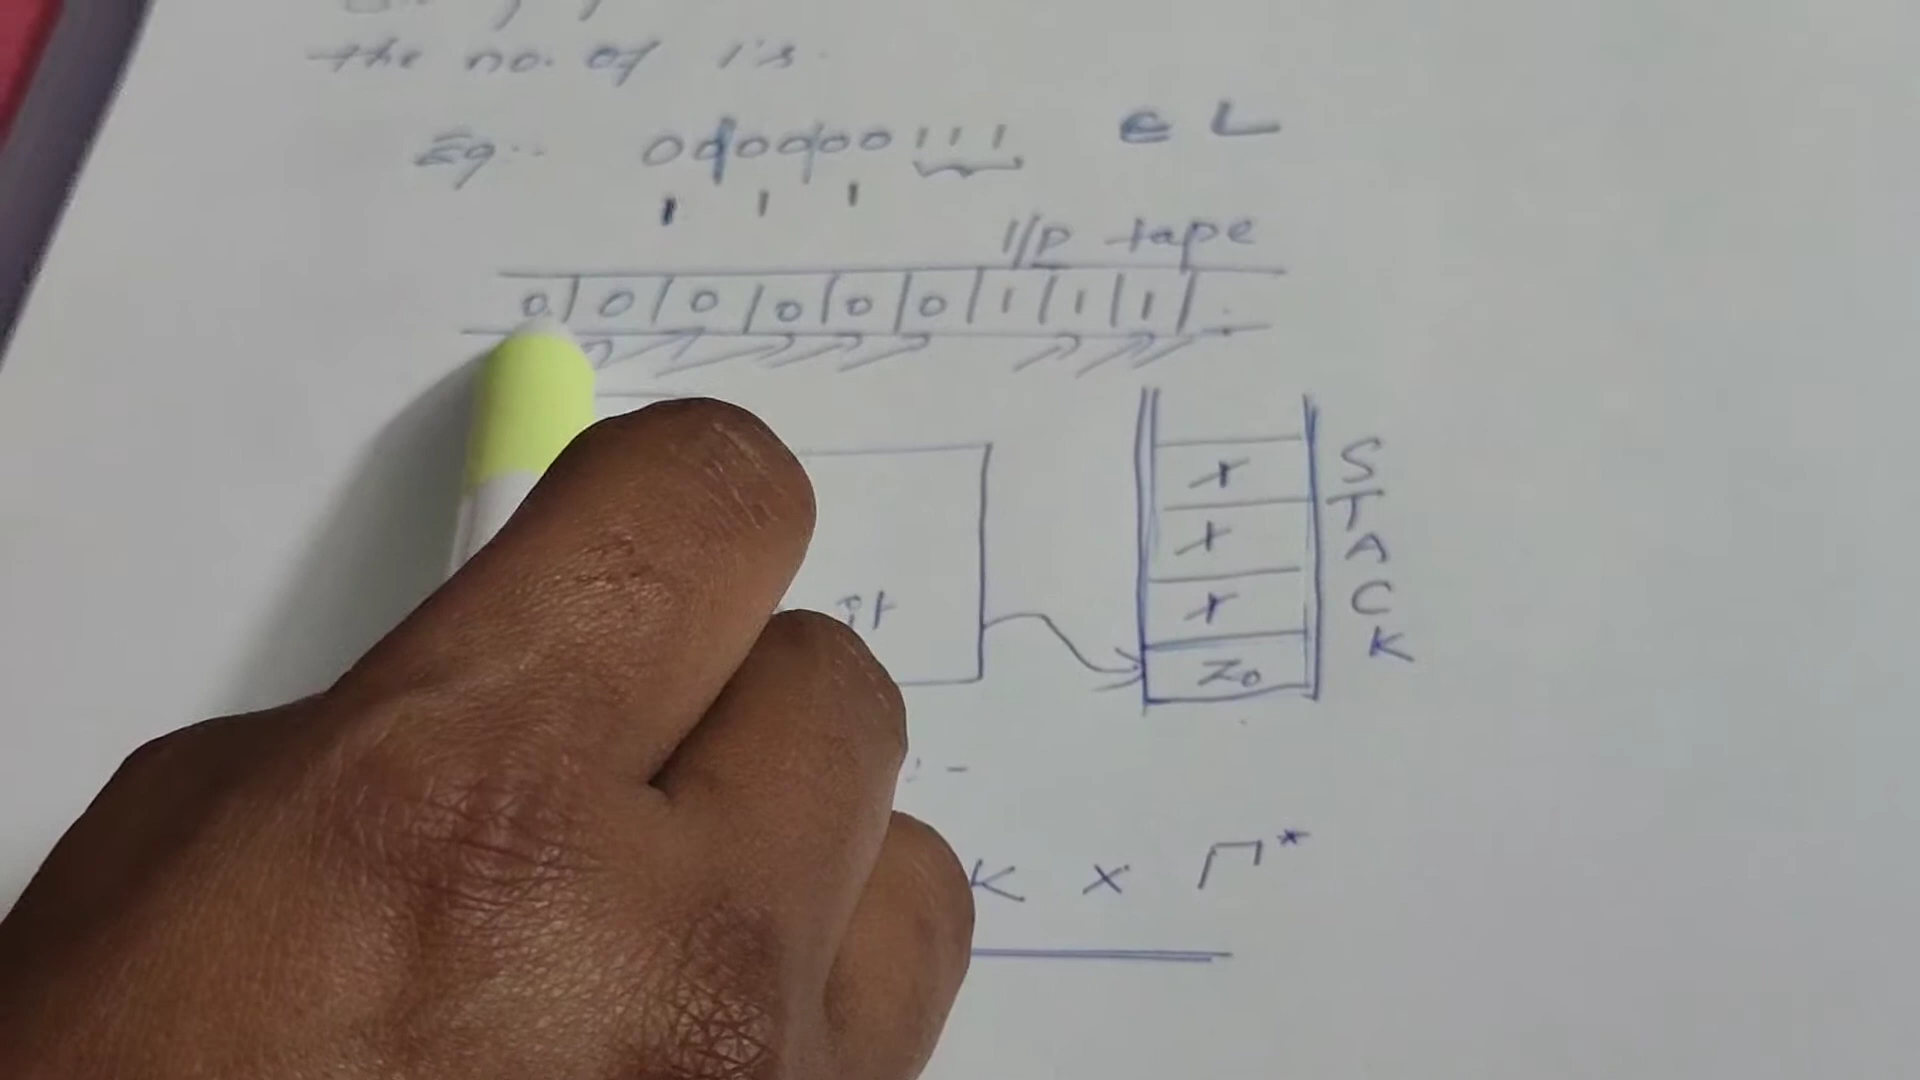 the no. of 1's.
Eg:- 000000111 ∈ L
1 1 1
I/P tape
0 0 0 0 0 0 1 1 1 .
X
X
X
Z0
STACK
it
K x Γ*